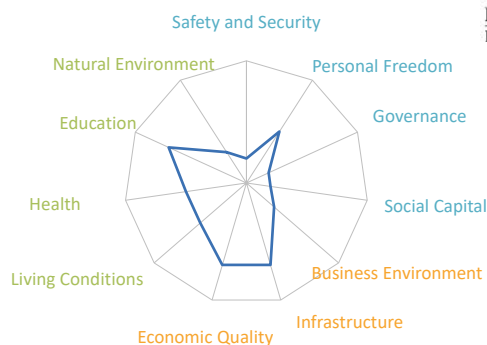 Safety and Security
Natural Environment
Personal Freedom
Education
Governance
Health
Social Capital
Living Conditions
Business Environment
Economic Quality
Infrastructure